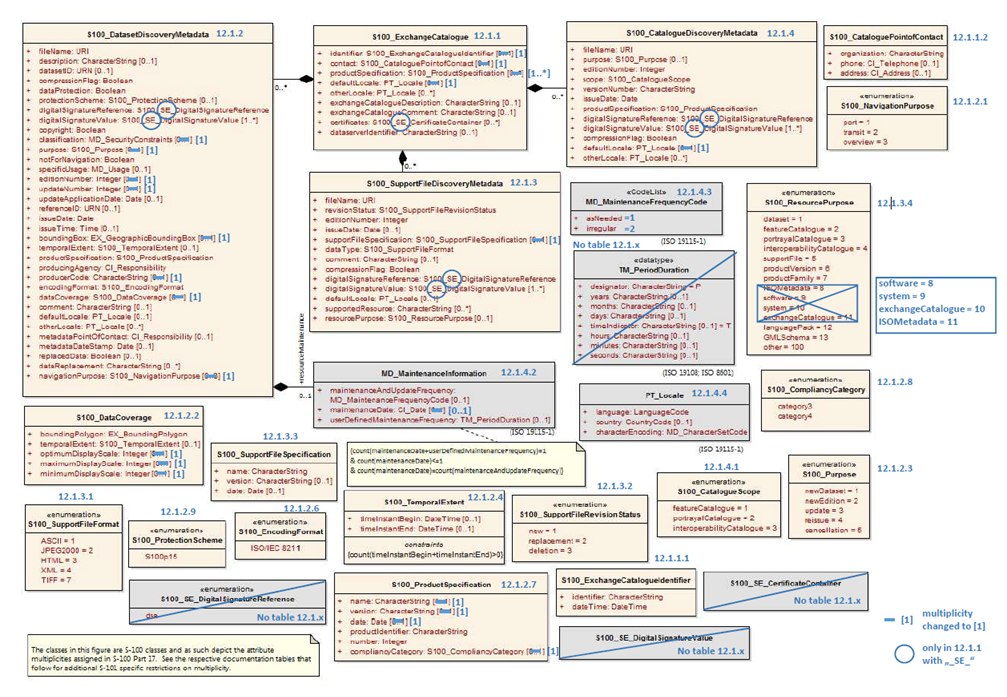 S100_DatasetDiscoveryMetadata 12.1.2
+ fileName: URI
+ description: CharacterString [0..1]
+ datasetID: URN [0..1]
+ compressionFlag: Boolean
+ dataProtection: Boolean
+ protectionScheme: S100_ProtectionScheme [0..1]
+ digitalSignatureReference: S100_SE_DigitalSignatureReference
+ digitalSignatureValue: S100_SE_DigitalSignatureValue [1..*]
+ copyright: Boolean
+ classification: MD_SecurityConstraints [1]
+ purpose: S100_Purpose [1]
+ notForNavigation: Boolean
+ specificUsage: MD_Usage [0..1]
+ editionNumber: Integer [1]
+ updateNumber: Integer [1]
+ updateApplicationDate: Date [0..1]
+ referenceID: URN [0..1]
+ issueDate: Date
+ issueTime: Time [0..1]
+ boundingBox: EX_GeographicBoundingBox [1]
+ temporalExtent: S100_TemporalExtent [0..1]
+ productSpecification: S100_ProductSpecification
+ producingAgency: CI_Responsibility
+ producerCode: CharacterString [1]
+ encodingFormat: S100_EncodingFormat
+ dataCoverage: S100_DataCoverage [1]
+ comment: CharacterString [0..1]
+ defaultLocale: PT_Locale [0..1]
+ otherLocale: PT_Locale [0..*]
+ metadataPointOfContact: CI_Responsibility [0..1]
+ metadataDateStamp: Date [0..1]
+ replacedData: Boolean [0..1]
+ dataReplacement: CharacterString [0..*]
+ navigationPurpose: S100_NavigationPurpose [1]
S100_ExchangeCatalogue 12.1.1
+ identifier: S100_ExchangeCatalogueIdentifier [1]
+ contact: S100_CataloguePointofContact [1]
+ productSpecification: S100_ProductSpecification [1..*]
+ defaultLocale: PT_Locale [1]
+ otherLocale: PT_Locale [0..*]
+ exchangeCatalogueDescription: CharacterString [0..1]
+ exchangeCatalogueComment: CharacterString [0..1]
+ certificates: S100_SE_CertificateContainer [0..*]
+ dataserverIdentifier: CharacterString [0..1]
0..*
0..*
0..*
S100_CatalogueDiscoveryMetadata 12.1.4
+ fileName: URI
+ purpose: S100_Purpose [0..1]
+ editionNumber: Integer
+ scope: S100_CatalogueScope
+ versionNumber: CharacterString
+ issueDate: Date
+ productSpecification: S100_ProductSpecification
+ digitalSignatureReference: S100_SE_DigitalSignatureReference
+ digitalSignatureValue: S100_SE_DigitalSignatureValue [1..*]
+ compressionFlag: Boolean
+ defaultLocale: PT_Locale [0..1]
+ otherLocale: PT_Locale [0..*]
S100_CataloguePointofContact 12.1.1.2
+ organization: CharacterString
+ phone: CI_Telephone [0..1]
+ address: CI_Address [0..1]
«enumeration»
S100_NavigationPurpose 12.1.2.1
port = 1
transit = 2
overview = 3
S100_SupportFileDiscoveryMetadata 12.1.3
+ fileName: URI
+ revisionStatus: S100_SupportFileRevisionStatus
+ editionNumber: Integer
+ issueDate: Date [0..1]
+ supportFileSpecification: S100_SupportFileSpecification [1]
+ dataType: S100_SupportFileFormat
+ comment: CharacterString [0..1]
+ compressionFlag: Boolean
+ digitalSignatureReference: S100_SE_DigitalSignatureReference
+ digitalSignatureValue: S100_SE_DigitalSignatureValue [1..*]
+ defaultLocale: PT_Locale [0..1]
+ supportedResource: CharacterString [0..*]
+ resourcePurpose: S100_ResourcePurpose [0..1]
«CodeList» 12.1.4.3
MD_MaintenanceFrequencyCode
+ asNeeded =1
+ irregular =2
No table 12.1.x (ISO 19115-1)
«datatype»
TM_PeriodDuration
+ designator: CharacterString = P
+ years: CharacterString [0..1]
+ months: CharacterString [0..1]
+ days: CharacterString [0..1]
+ timeIndicator: CharacterString [0..1] = T
+ hours: CharacterString [0..1]
+ minutes: CharacterString [0..1]
+ seconds: CharacterString [0..1]
(ISO 19108: ISO 8601)
«enumeration»
S100_ResourcePurpose 12.1.3.4
dataset = 1
featureCatalogue = 2
portrayalCatalogue = 3
interoperabilityCatalogue = 4
supportFile = 5
productVersion = 6
productFamily = 7
ISOMetadata = 8
software = 9
system = 10
exchangeCatalogue = 11
languagePack = 12
GMLSchema = 13
other = 100
software = 8
system = 9
exchangeCatalogue = 10
ISOMetadata = 11
+resourceMaintenance
0..1
MD_MaintenanceInformation 12.1.4.2
+ maintenanceAndUpdateFrequency:
MD_MaintenanceFrequencyCode [0..1]
+ maintenanceDate: CI_Date [0..1]
+ userDefinedMaintenanceFrequency: TM_PeriodDuration [0..1]
(ISO 19115-1)
{count(maintenanceDate+userDefinedMaintenanceFrequency)=1
& count(maintenanceDate)<=1
& count(maintenanceDate)=count(maintenanceAndUpdateFrequency)}
PT_Locale 12.1.4.4
+ language: LanguageCode
+ country: CountryCode [0..1]
+ characterEncoding: MD_CharacterSetCode
(ISO 19115-1)
«enumeration»
S100_CompliancyCategory 12.1.2.8
category3
category4
S100_DataCoverage 12.1.2.2
+ boundingPolygon: EX_BoundingPolygon
+ temporalExtent: S100_TemporalExtent [0..1]
+ optimumDisplayScale: Integer [1]
+ maximumDisplayScale: Integer [1]
+ minimumDisplayScale: Integer [1]
12.1.3.3
S100_SupportFileSpecification
+ name: CharacterString
+ version: CharacterString [0..1]
+ date: Date [0..1]
12.1.3.1
«enumeration»
S100_SupportFileFormat
ASCII = 1
JPEG2000 = 2
HTML = 3
XML = 4
TIFF = 7
12.1.2.9
«enumeration»
S100_ProtectionScheme
S100p15
12.1.2.6
«enumeration»
S100_EncodingFormat
ISO/IEC 8211
S100_TemporalExtent 12.1.2.4
+ timeInstantBegin: DateTime [0..1]
+ timeInstantEnd: DateTime [0..1]
constraints
{count(timeInstantBegin+timeInstantEnd)>0}
12.1.3.2
«enumeration»
S100_SupportFileRevisionStatus
new = 1
replacement = 2
deletion = 3
12.1.4.1
«enumeration»
S100_CatalogueScope
featureCatalogue = 1
portrayalCatalogue = 2
interoperabilityCatalogue = 3
12.1.2.3
«enumeration»
S100_Purpose
newDataset = 1
newEdition = 2
update = 3
reissue = 4
cancellation = 5
«enumeration»
S100_SE_DigitalSignatureReference
dsa
No table 12.1.x
S100_ProductSpecification 12.1.2.7
+ name: CharacterString [1]
+ version: CharacterString [1]
+ date: Date [1]
+ productIdentifier: CharacterString
+ number: Integer
+ compliancyCategory: S100_CompliancyCategory [1]
12.1.1.1
S100_ExchangeCatalogueIdentifier
+ identifier: CharacterString
+ dateTime: DateTime
S100_SE_CertificateContainer
No table 12.1.x
S100_SE_DigitalSignatureValue
No table 12.1.x
[1] multiplicity
changed to [1]
only in 12.1.1
with „_SE_“
The classes in this figure are S-100 classes and as such depict the attribute
multiplicities assigned in S-100 Part 17. See the respective documentation tables that
follow for additional S-101 specific restrictions on multiplicity.